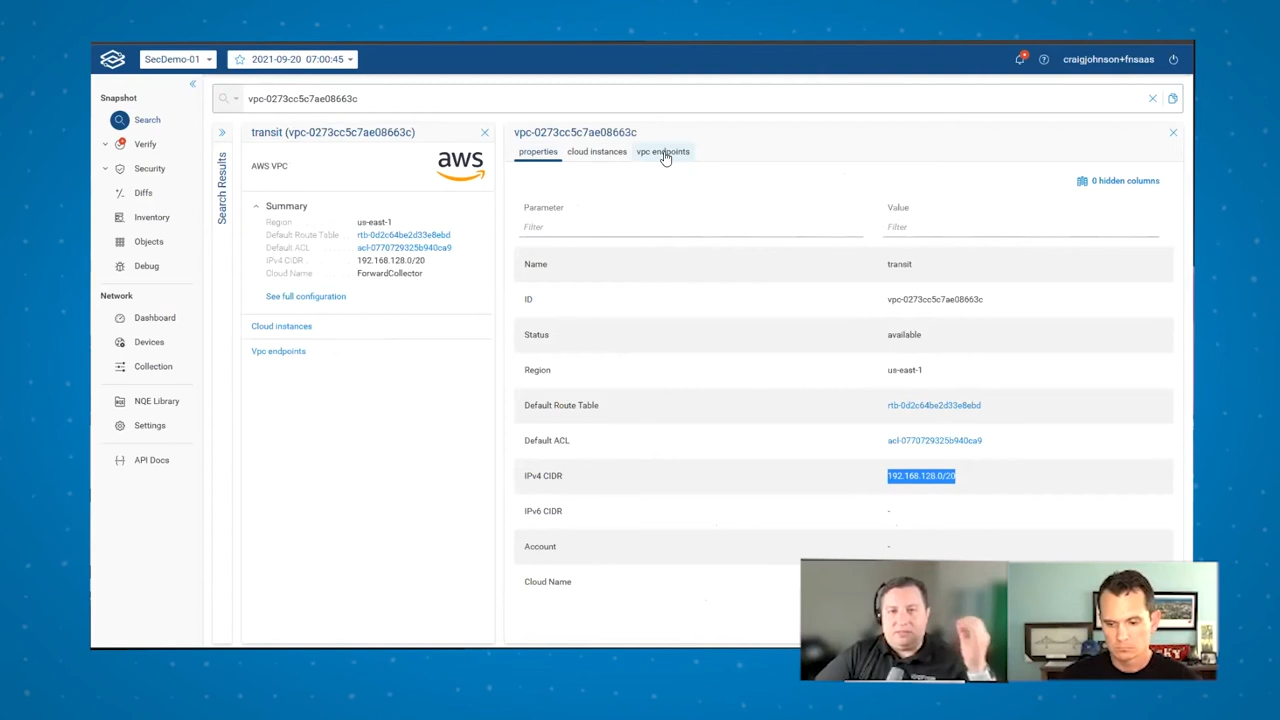 SecDemo-01
2021-09-20 07:00:45
craigjohnson+fnsaas
Snapshot
Search
Verify
Security
Diffs
Inventory
Objects
Debug
Network
Dashboard
Devices
Collection
NQE Library
Settings
API Docs
vpc-0273cc5c7ae08663c
Search Results
transit (vpc-0273cc5c7ae08663c)
AWS VPC
aws
Summary
Region us-east-1
Default Route Table rtb-0d2c64be2d33e8ebd
Default ACL acl-0770729325b940ca9
IPv4 CIDR 192.168.128.0/20
Cloud Name ForwardCollector
See full configuration
Cloud instances
Vpc endpoints
vpc-0273cc5c7ae08663c
properties cloud instances vpc endpoints
0 hidden columns
Parameter Value
Filter Filter
Name transit
ID vpc-0273cc5c7ae08663c
Status available
Region us-east-1
Default Route Table rtb-0d2c64be2d33e8ebd
Default ACL acl-0770729325b940ca9
IPv4 CIDR 192.168.128.0/20
IPv6 CIDR -
Account -
Cloud Name